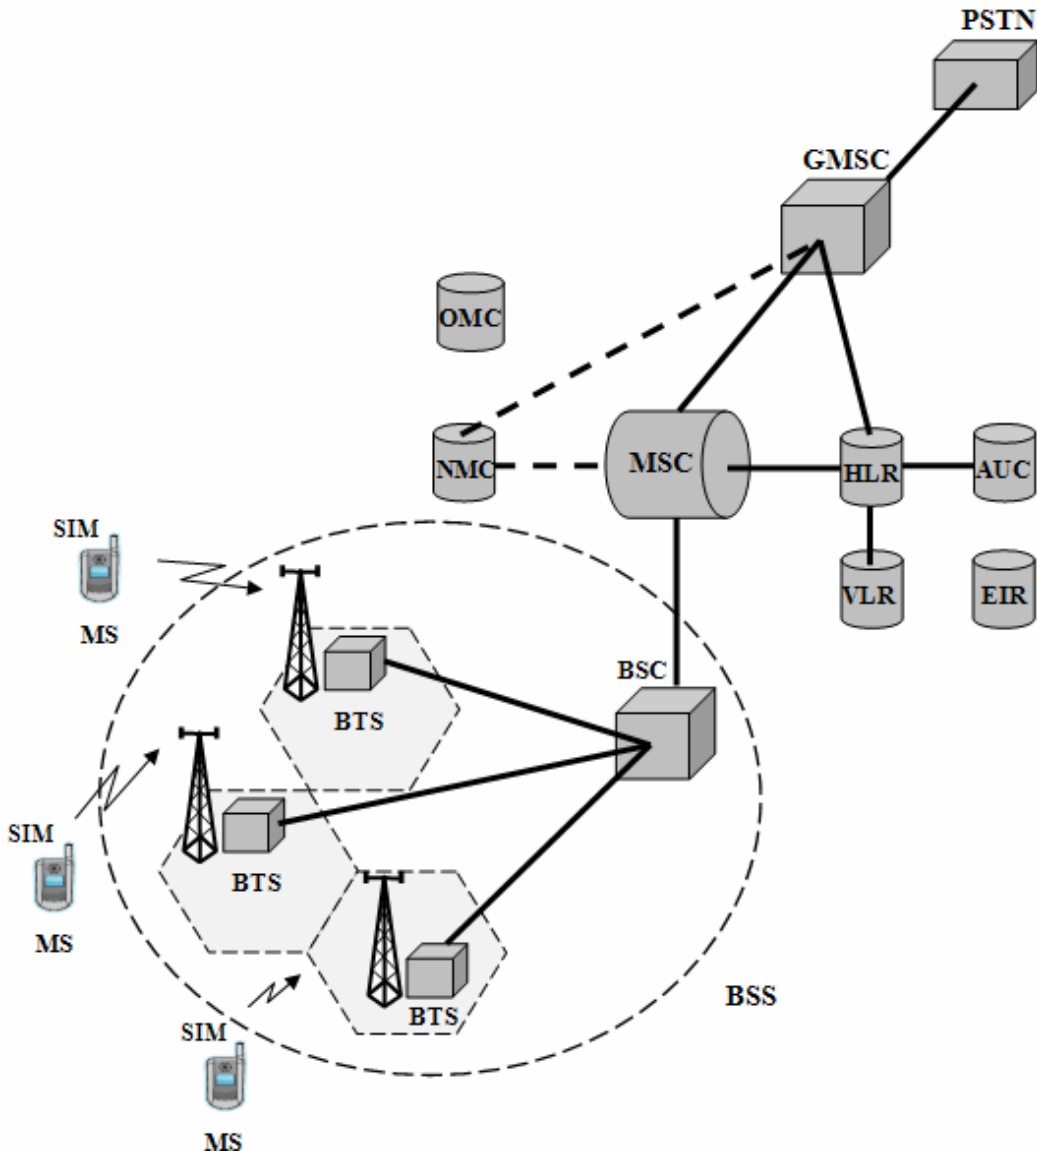 PSTN
GMSC
OMC
NMC
MSC
HLR
AUC
SIM
VLR
EIR
MS
BSC
BTS
SIM
BTS
MS
BSS
BTS
SIM
MS